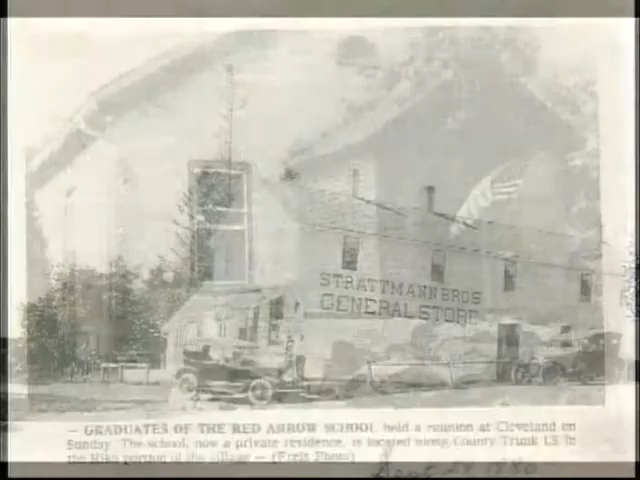 STRATTMANN BROS
GENERAL STORE
— GRADUATES OF THE RED ARROW SCHOOL held a reunion at Cleveland on
Sunday. The school, now a private residence, is located along County Trunk LS in
the Hika portion of the village —